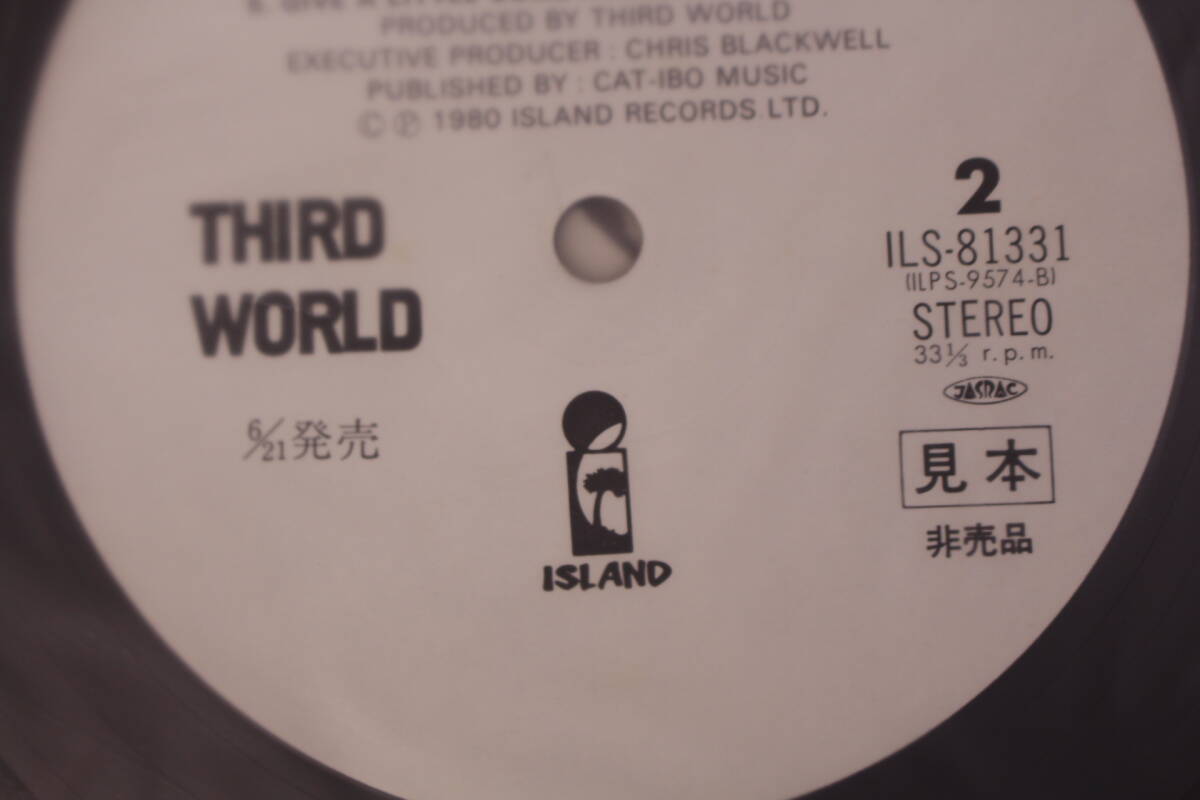 GIVE A LITTLE
PRODUCED BY THIRD WORLD
EXECUTIVE PRODUCER : CHRIS BLACKWELL
PUBLISHED BY : CAT-IBO MUSIC
© ℗ 1980 ISLAND RECORDS LTD.
THIRD
WORLD
6/21発売
ISLAND
2
ILS-81331
(ILPS-9574-B)
STEREO
33⅓ r.p.m.
JASRAC
見本
非売品